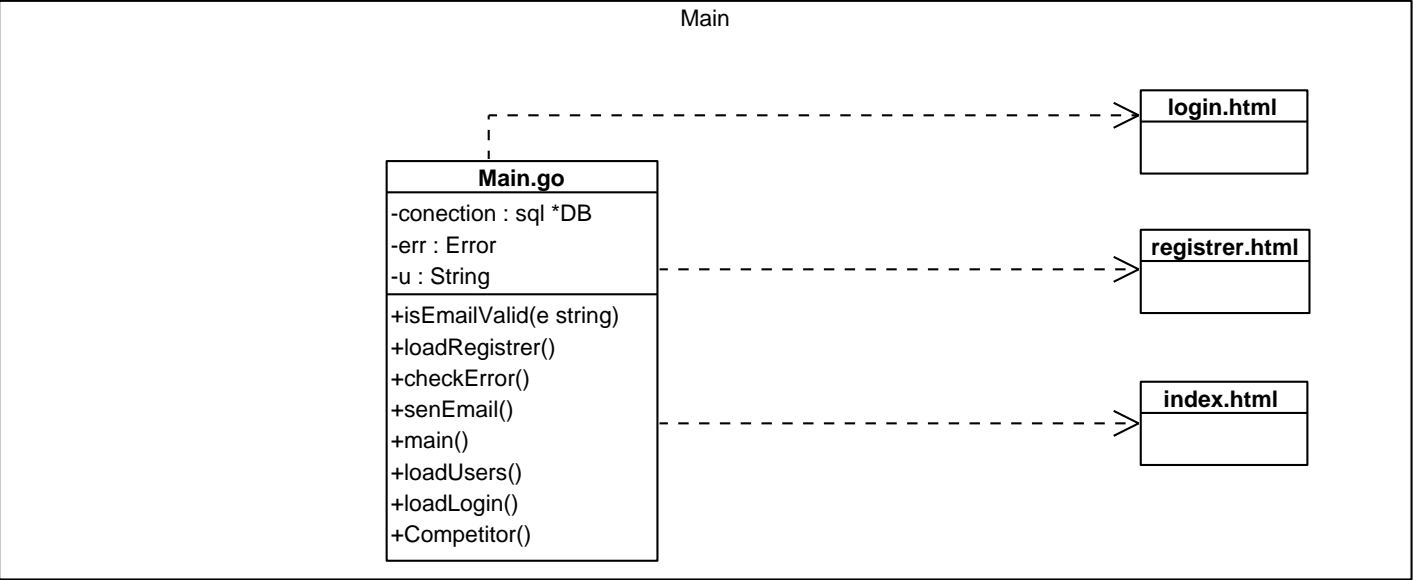 Main
login.html
Main.go
-conection : sql *DB
-err : Error
-u : String
+isEmailValid(e string)
+loadRegistrer()
+checkError()
+senEmail()
+main()
+loadUsers()
+loadLogin()
+Competitor()
registrer.html
index.html